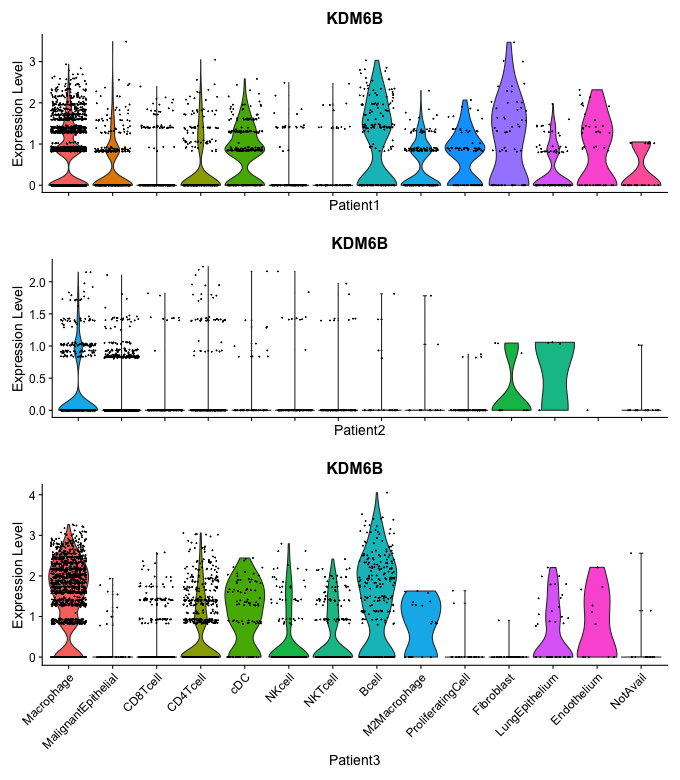 KDM6B
Expression Level
3
2
1
0
Patient1
KDM6B
Expression Level
2.0
1.5
1.0
0.5
0.0
Patient2
KDM6B
Expression Level
4
3
2
1
0
Macrophage
MalignantEpithelial
CD8Tcell
CD4Tcell
cDC
NKcell
NKTcell
Bcell
M2Macrophage
ProliferatingCell
Fibroblast
LungEpithelium
Endothelium
NotAvail
Patient3